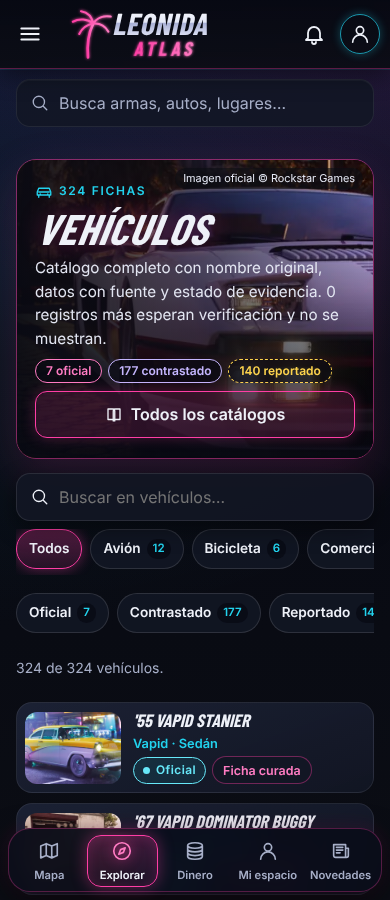 LEONIDA
ATLAS
Busca armas, autos, lugares...
Imagen oficial © Rockstar Games
324 FICHAS
VEHÍCULOS
Catálogo completo con nombre original,
datos con fuente y estado de evidencia. 0
registros más esperan verificación y no se
muestran.
7 oficial 177 contrastado 140 reportado
Todos los catálogos
Buscar en vehículos...
Todos Avión 12 Bicicleta 6 Comerci
Oficial 7 Contrastado 177 Reportado 14
324 de 324 vehículos.
'55 VAPID STANIER
Vapid · Sedán
Oficial Ficha curada
'67 VAPID DOMINATOR BUGGY
Mapa Explorar Dinero Mi espacio Novedades